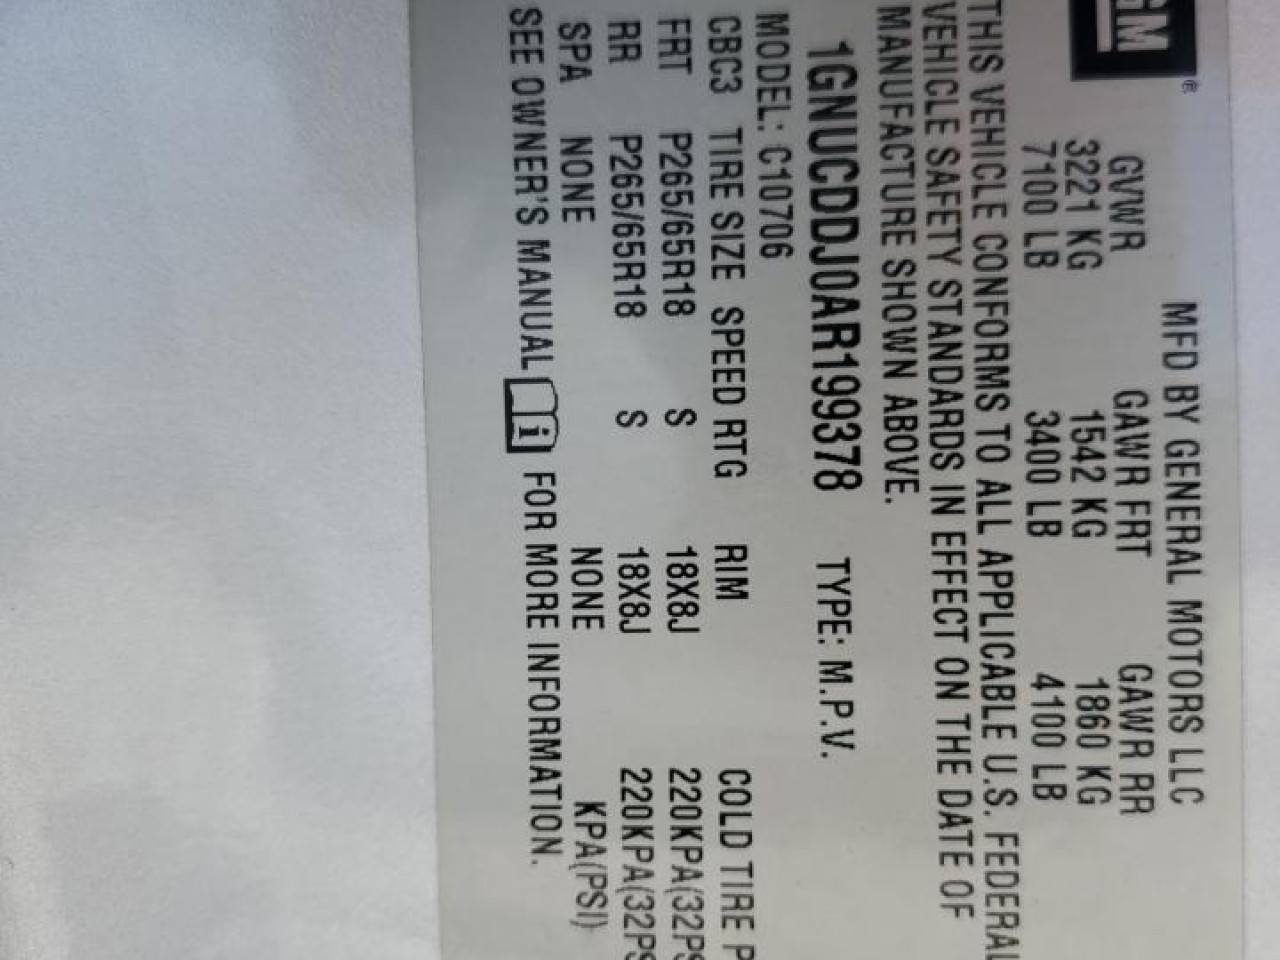 GM®
MFD BY GENERAL MOTORS LLC
GVWR GAWR FRT GAWR RR
3221 KG 1542 KG 1860 KG
7100 LB 3400 LB 4100 LB
THIS VEHICLE CONFORMS TO ALL APPLICABLE U.S. FEDERAL
VEHICLE SAFETY STANDARDS IN EFFECT ON THE DATE OF
MANUFACTURE SHOWN ABOVE.
1GNUCDDJ0AR199378 TYPE: M.P.V.
MODEL: C10706
CBC3 TIRE SIZE SPEED RTG RIM COLD TIRE P
FRT P265/65R18 S 18X8J 220KPA(32PS
RR P265/65R18 S 18X8J 220KPA(32PS
SPA NONE NONE KPA(PSI)
SEE OWNER'S MANUAL i FOR MORE INFORMATION.